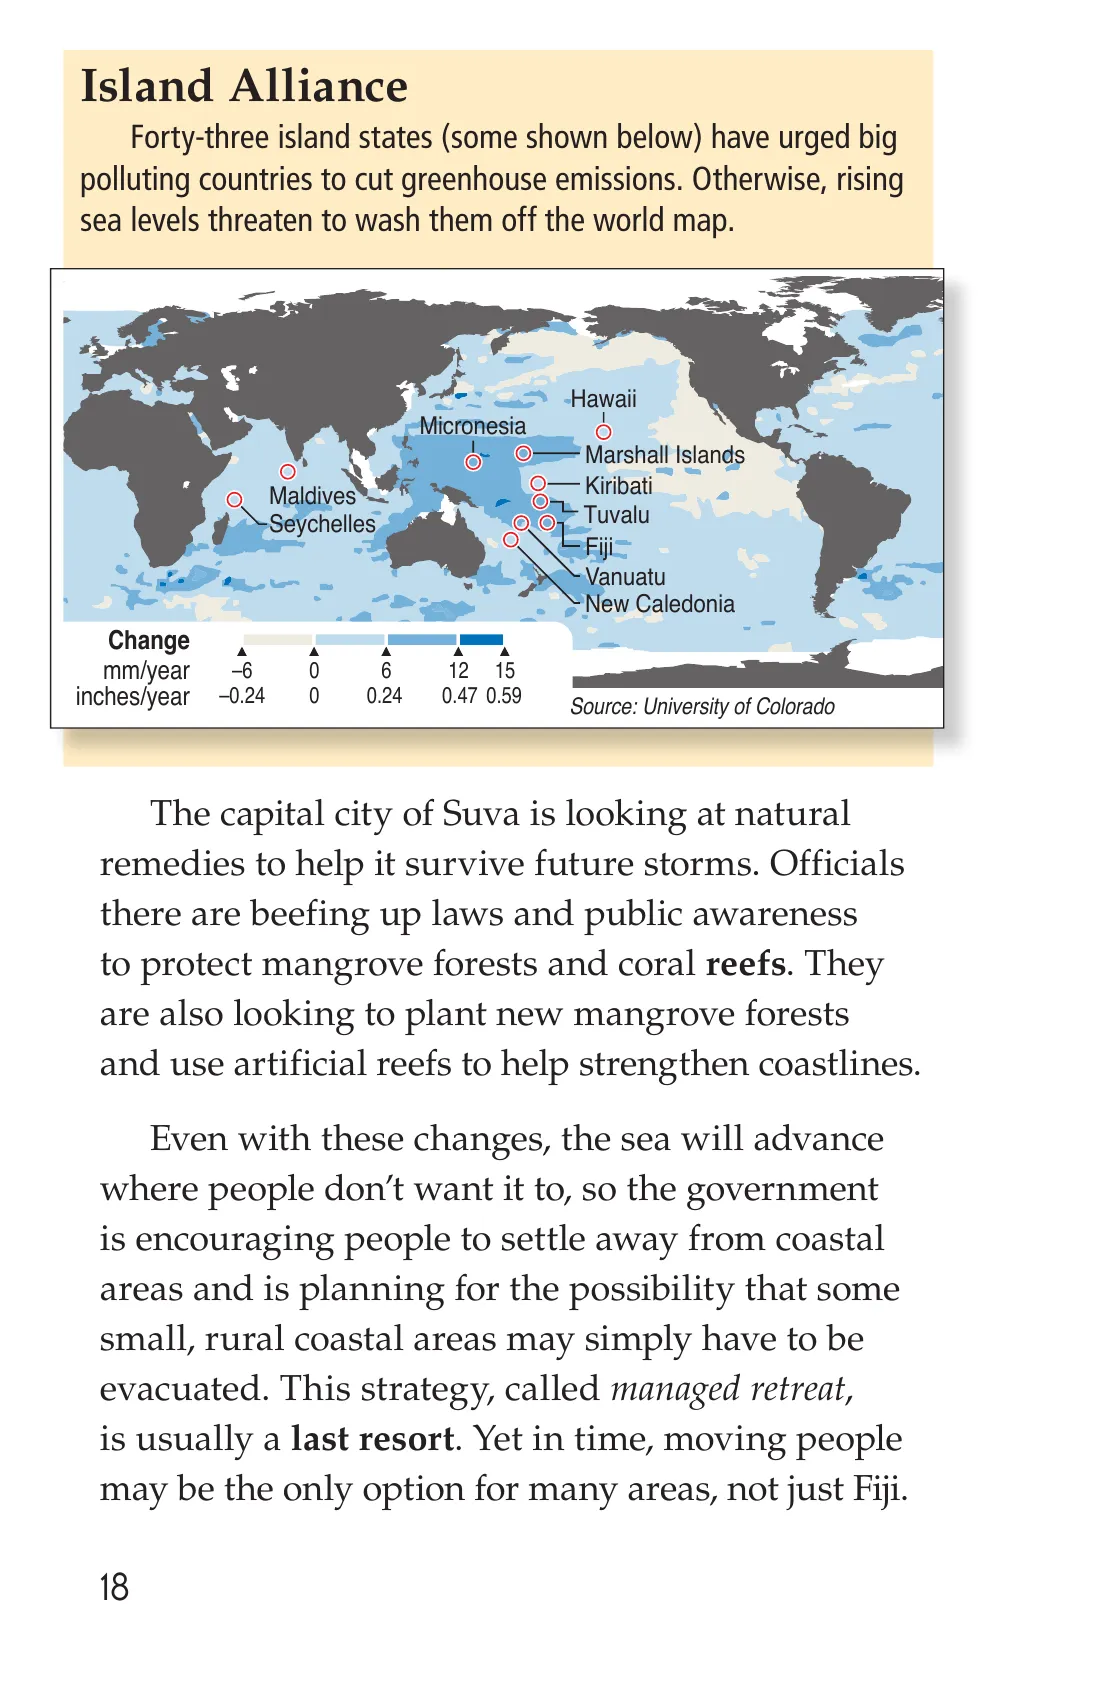 Island Alliance
Forty-three island states (some shown below) have urged big
polluting countries to cut greenhouse emissions. Otherwise, rising
sea levels threaten to wash them off the world map.
Hawaii
Micronesia
Marshall Islands
Kiribati
Maldives
Tuvalu
Seychelles
Fiji
Vanuatu
New Caledonia
Change
mm/year –6 0 6 12 15
inches/year –0.24 0 0.24 0.47 0.59
Source: University of Colorado
The capital city of Suva is looking at natural
remedies to help it survive future storms. Officials
there are beefing up laws and public awareness
to protect mangrove forests and coral reefs. They
are also looking to plant new mangrove forests
and use artificial reefs to help strengthen coastlines.
Even with these changes, the sea will advance
where people don’t want it to, so the government
is encouraging people to settle away from coastal
areas and is planning for the possibility that some
small, rural coastal areas may simply have to be
evacuated. This strategy, called managed retreat,
is usually a last resort. Yet in time, moving people
may be the only option for many areas, not just Fiji.
18